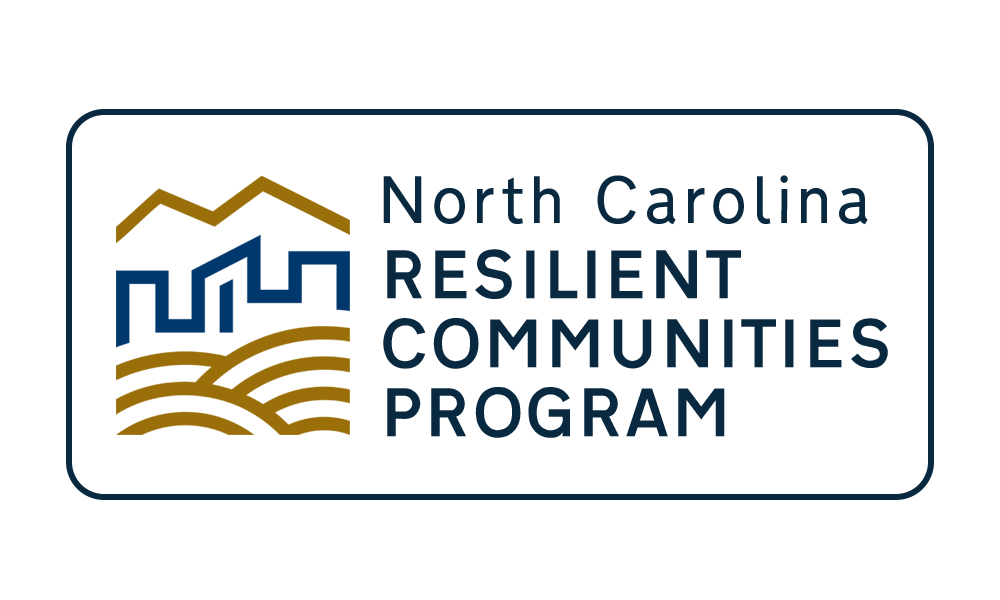 North Carolina
RESILIENT
COMMUNITIES
PROGRAM